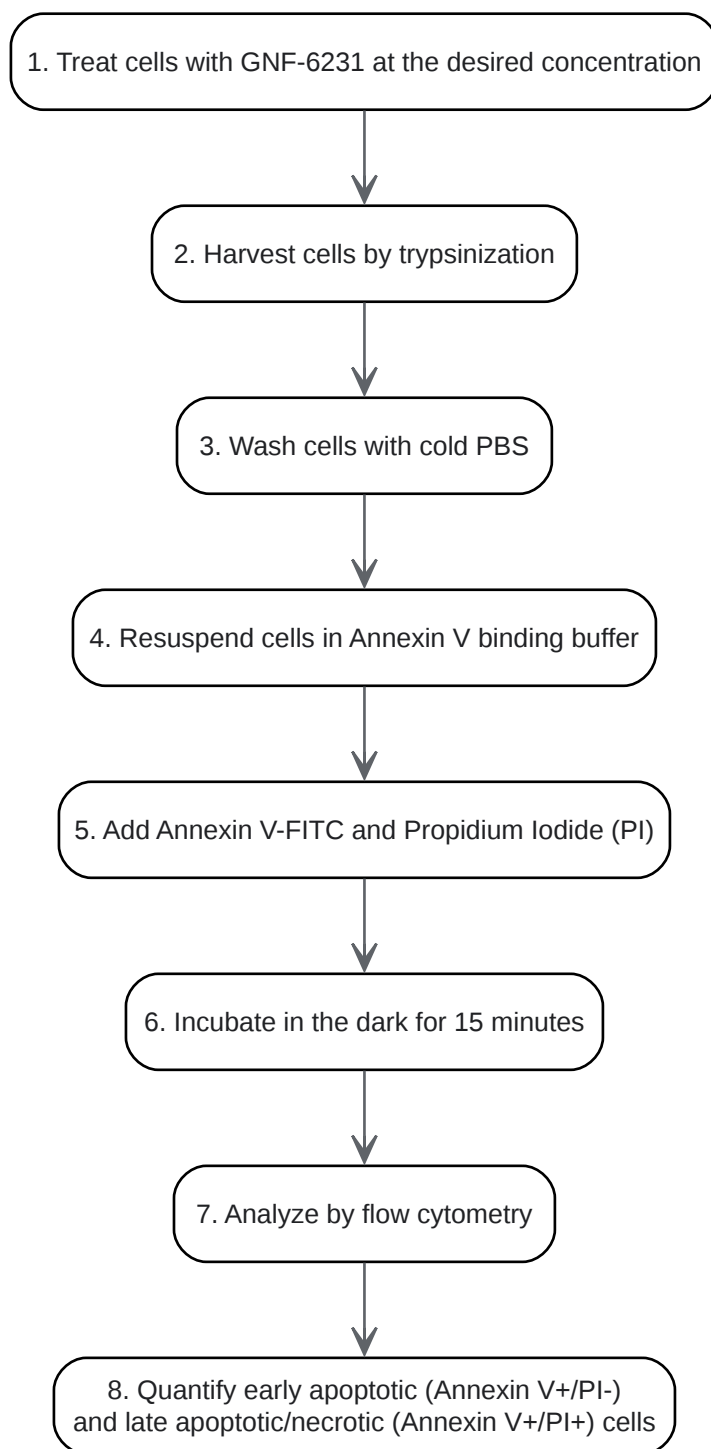 1. Treat cells with GNF-6231 at the desired concentration
2. Harvest cells by trypsinization
3. Wash cells with cold PBS
4. Resuspend cells in Annexin V binding buffer
5. Add Annexin V-FITC and Propidium Iodide (PI)
6. Incubate in the dark for 15 minutes
7. Analyze by flow cytometry
8. Quantify early apoptotic (Annexin V+/PI-)
and late apoptotic/necrotic (Annexin V+/PI+) cells